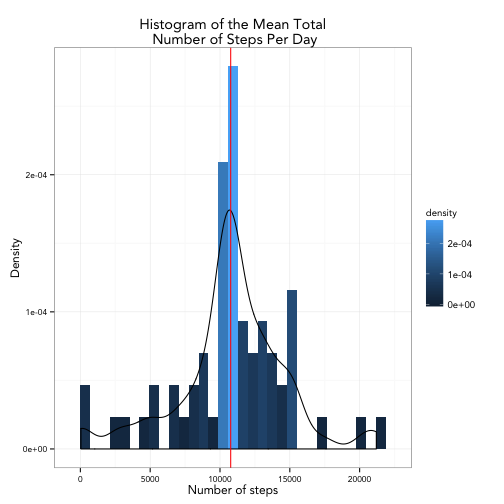 Histogram of the Mean Total
Number of Steps Per Day
Density
2e-04
1e-04
0e+00
0
5000
10000
15000
20000
Number of steps
density
2e-04
1e-04
0e+00